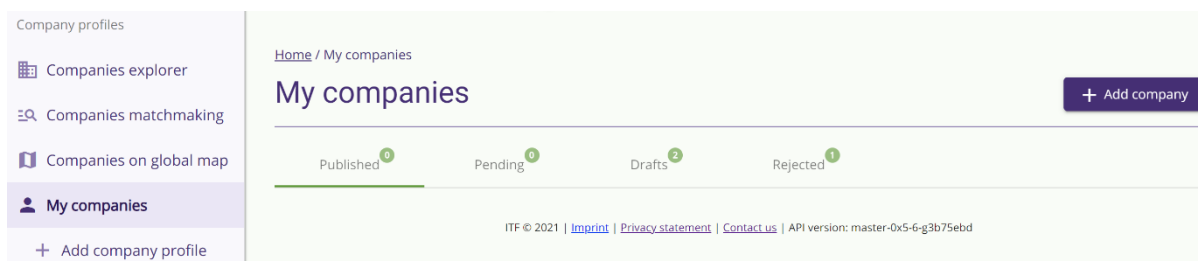 Company profiles
Companies explorer
Companies matchmaking
Companies on global map
My companies
+ Add company profile
Home / My companies
My companies
+ Add company
Published 0
Pending 0
Drafts 2
Rejected 1
ITF © 2021 | Imprint | Privacy statement | Contact us | API version: master-0x5-6-g3b75ebd